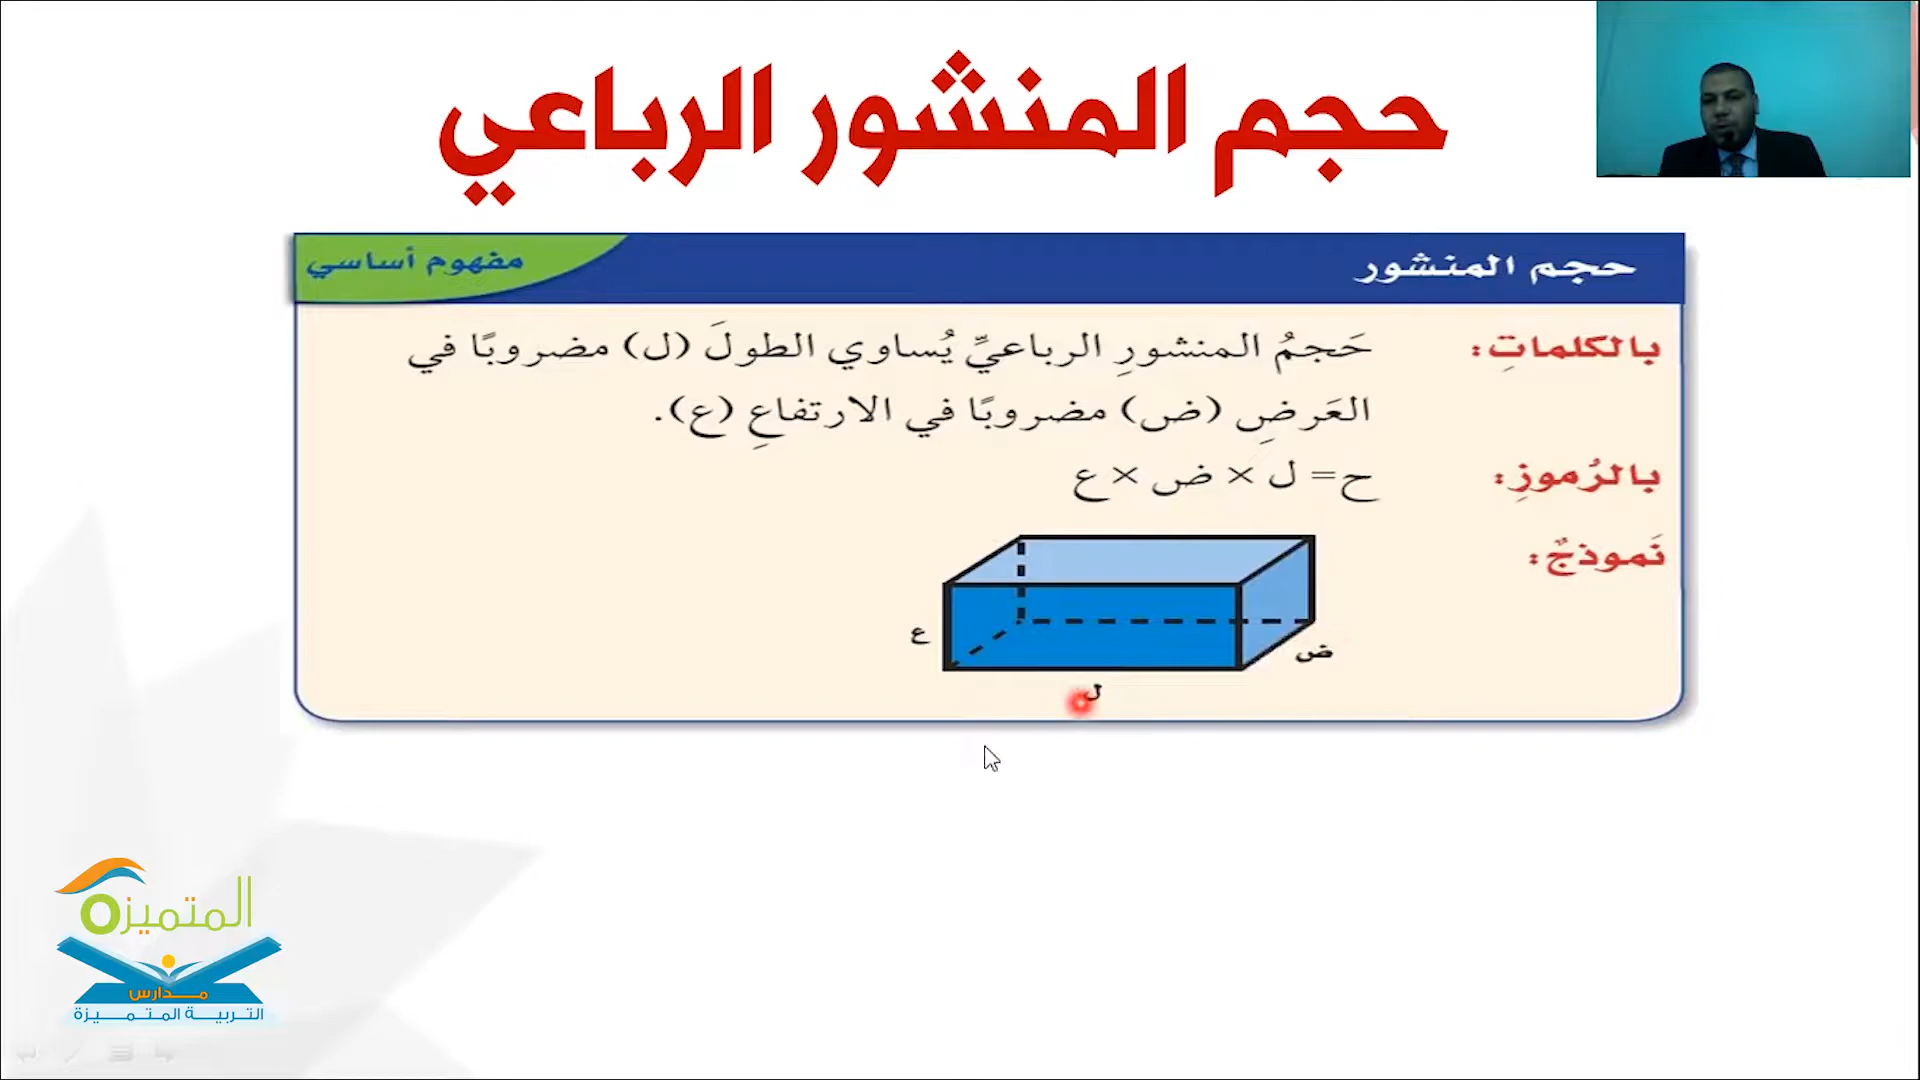 حجم المنشور الرباعي
حجم المنشور
مفهوم أساسي
بالكلماتِ:
حَجمُ المنشورِ الرباعيِّ يُساوي الطولَ (ل) مضروبًا في
العَرضِ (ض) مضروبًا في الارتفاعِ (ع).
بالرُموزِ:
ح = ل × ض × ع
نَموذجٌ:
ع
ض
ل
المتميزة
مدارس
التربية المتميزة